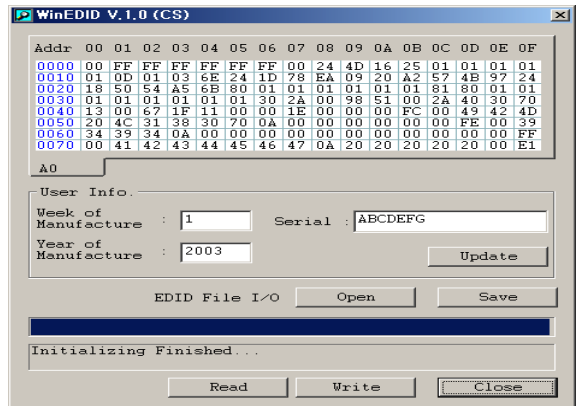 WinEDID V.1.0 (CS)
Addr 00 01 02 03 04 05 06 07 08 09 0A 0B 0C 0D 0E 0F
0000 00 FF FF FF FF FF FF 00 24 4D 16 25 01 01 01 01
0010 01 0D 01 03 6E 24 1D 78 EA 09 20 A2 57 4B 97 24
0020 18 50 54 A5 6B 80 01 01 01 01 01 01 81 80 01 01
0030 01 01 01 01 01 01 30 2A 00 98 51 00 2A 40 30 70
0040 13 00 67 1F 11 00 00 1E 00 00 00 FC 00 49 42 4D
0050 20 4C 31 38 30 70 0A 00 00 00 00 00 00 FE 00 39
0060 34 39 34 0A 00 00 00 00 00 00 00 00 00 00 00 FF
0070 00 41 42 43 44 45 46 47 0A 20 20 20 20 20 00 E1
A0
User Info.
Week of Manufacture : 1 Serial : ABCDEFG
Year of Manufacture : 2003 Update
EDID File I/O Open Save
Initializing Finished...
Read Write Close